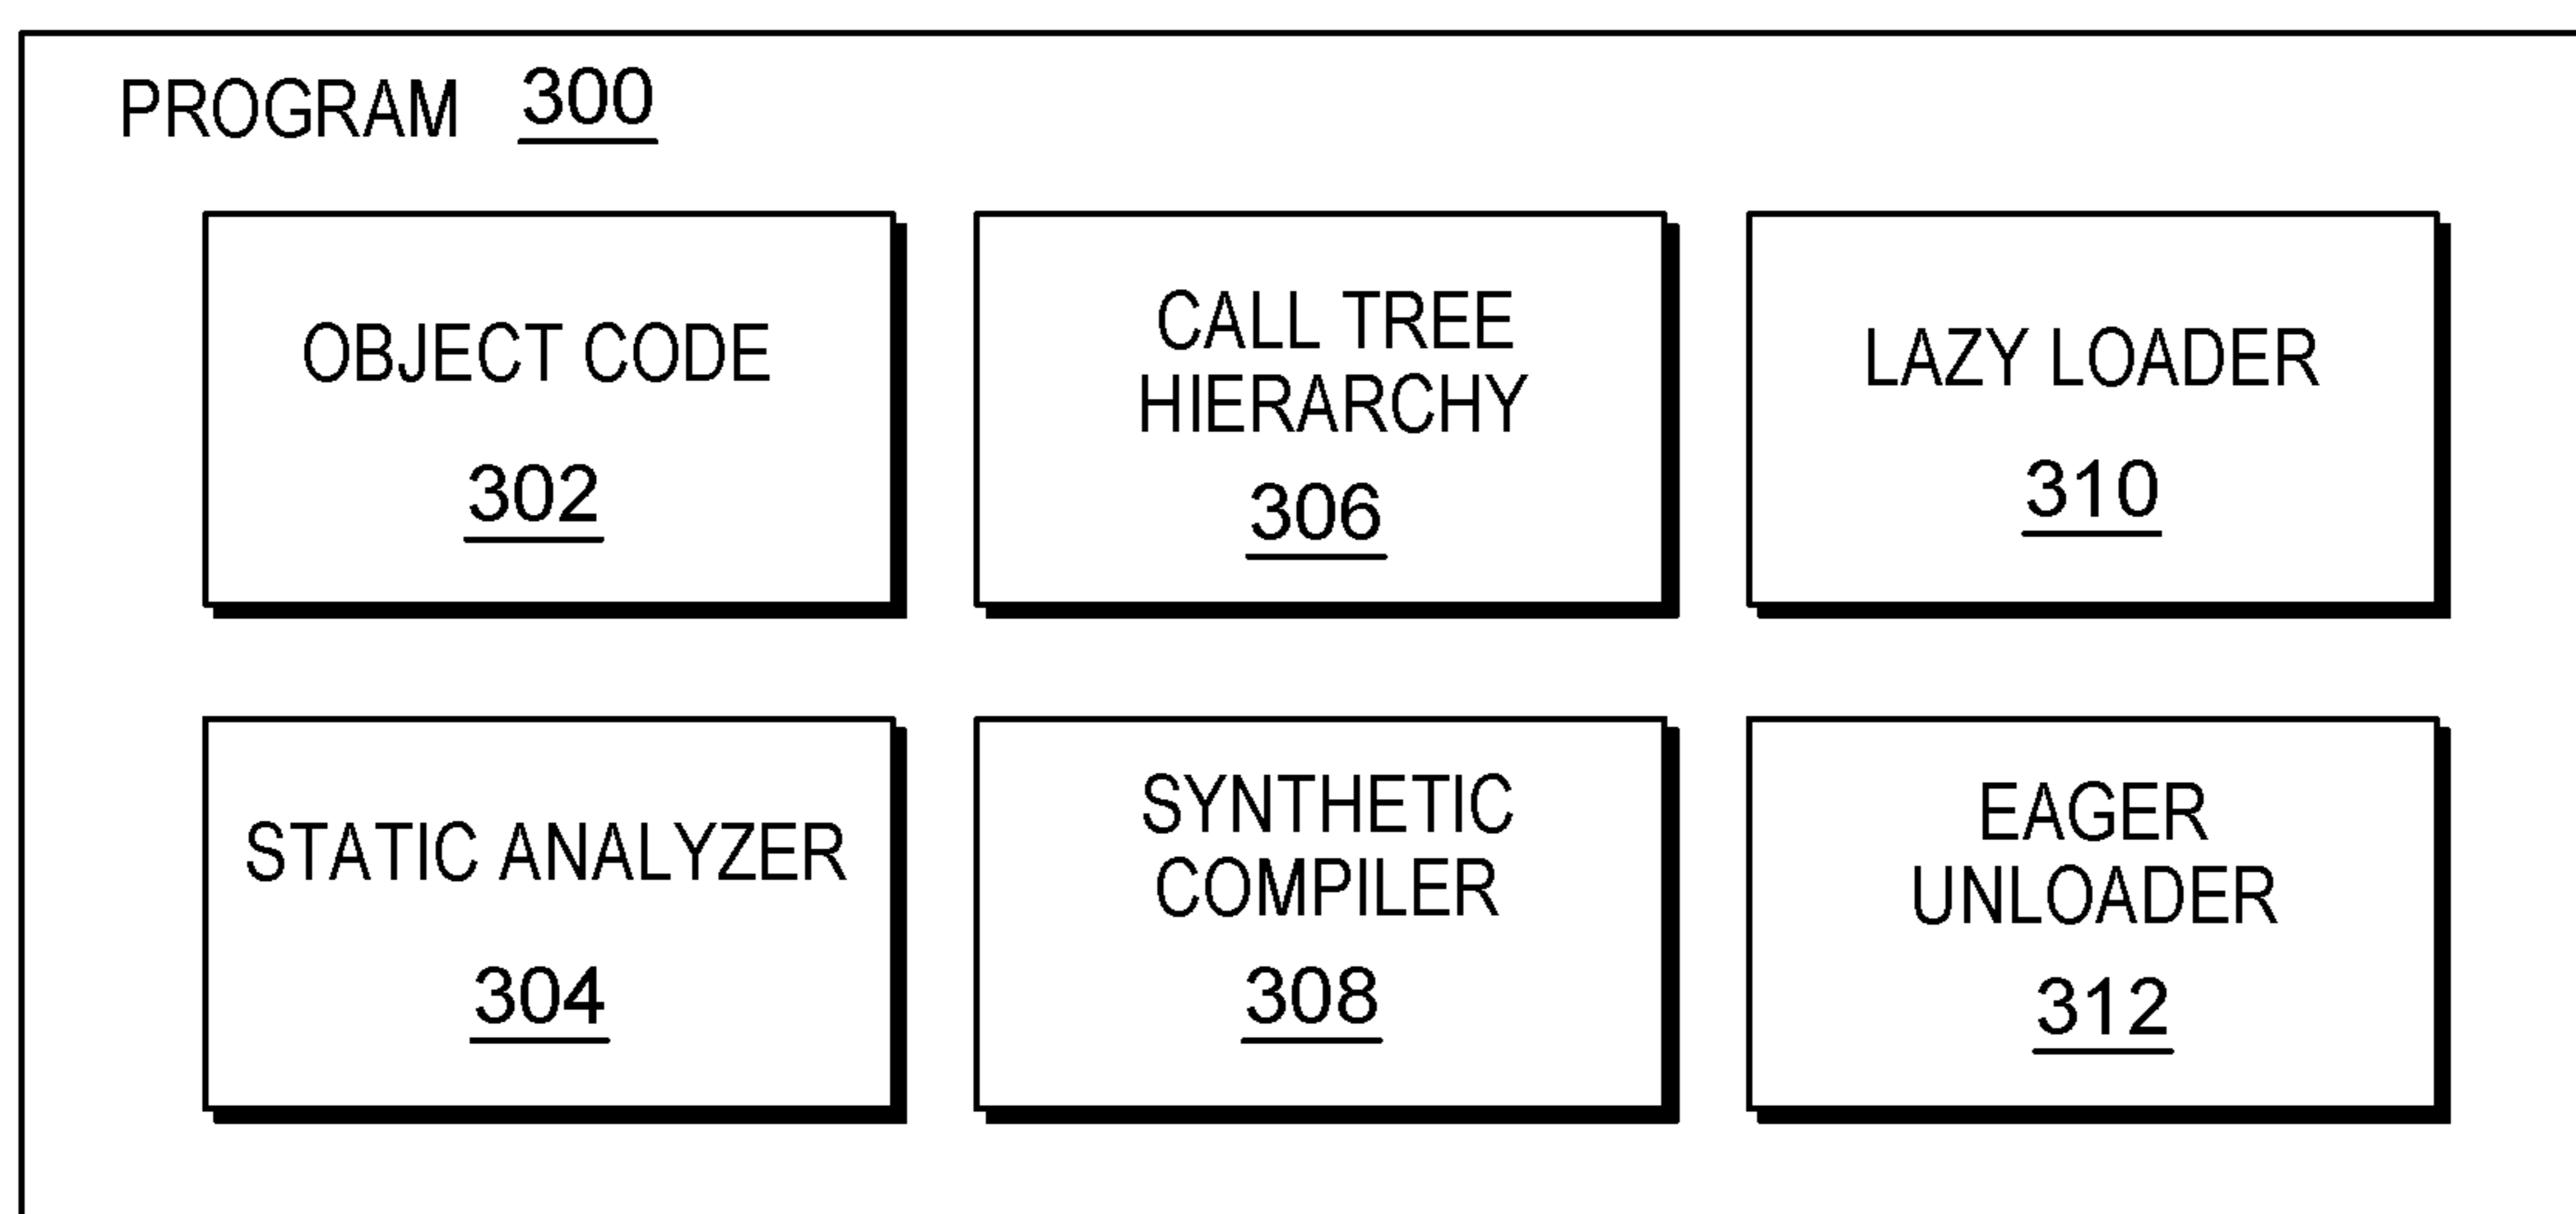 PROGRAM 300
OBJECT CODE
302
CALL TREE
HIERARCHY
306
LAZY LOADER
310
STATIC ANALYZER
304
SYNTHETIC
COMPILER
308
EAGER
UNLOADER
312